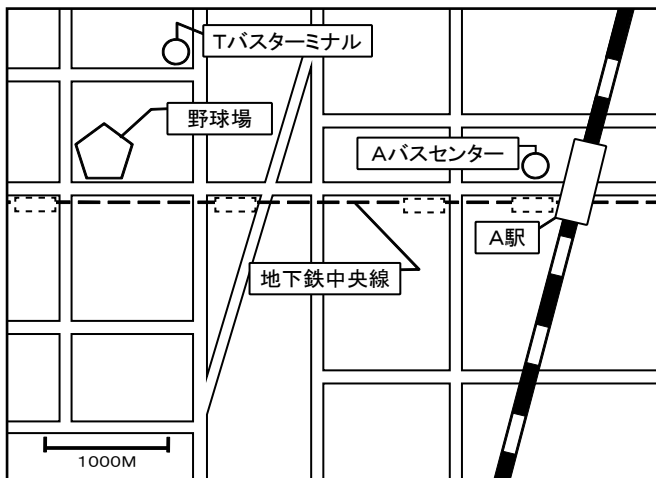 Tバスターミナル
野球場
Aバスセンター
A駅
地下鉄中央線
1000M